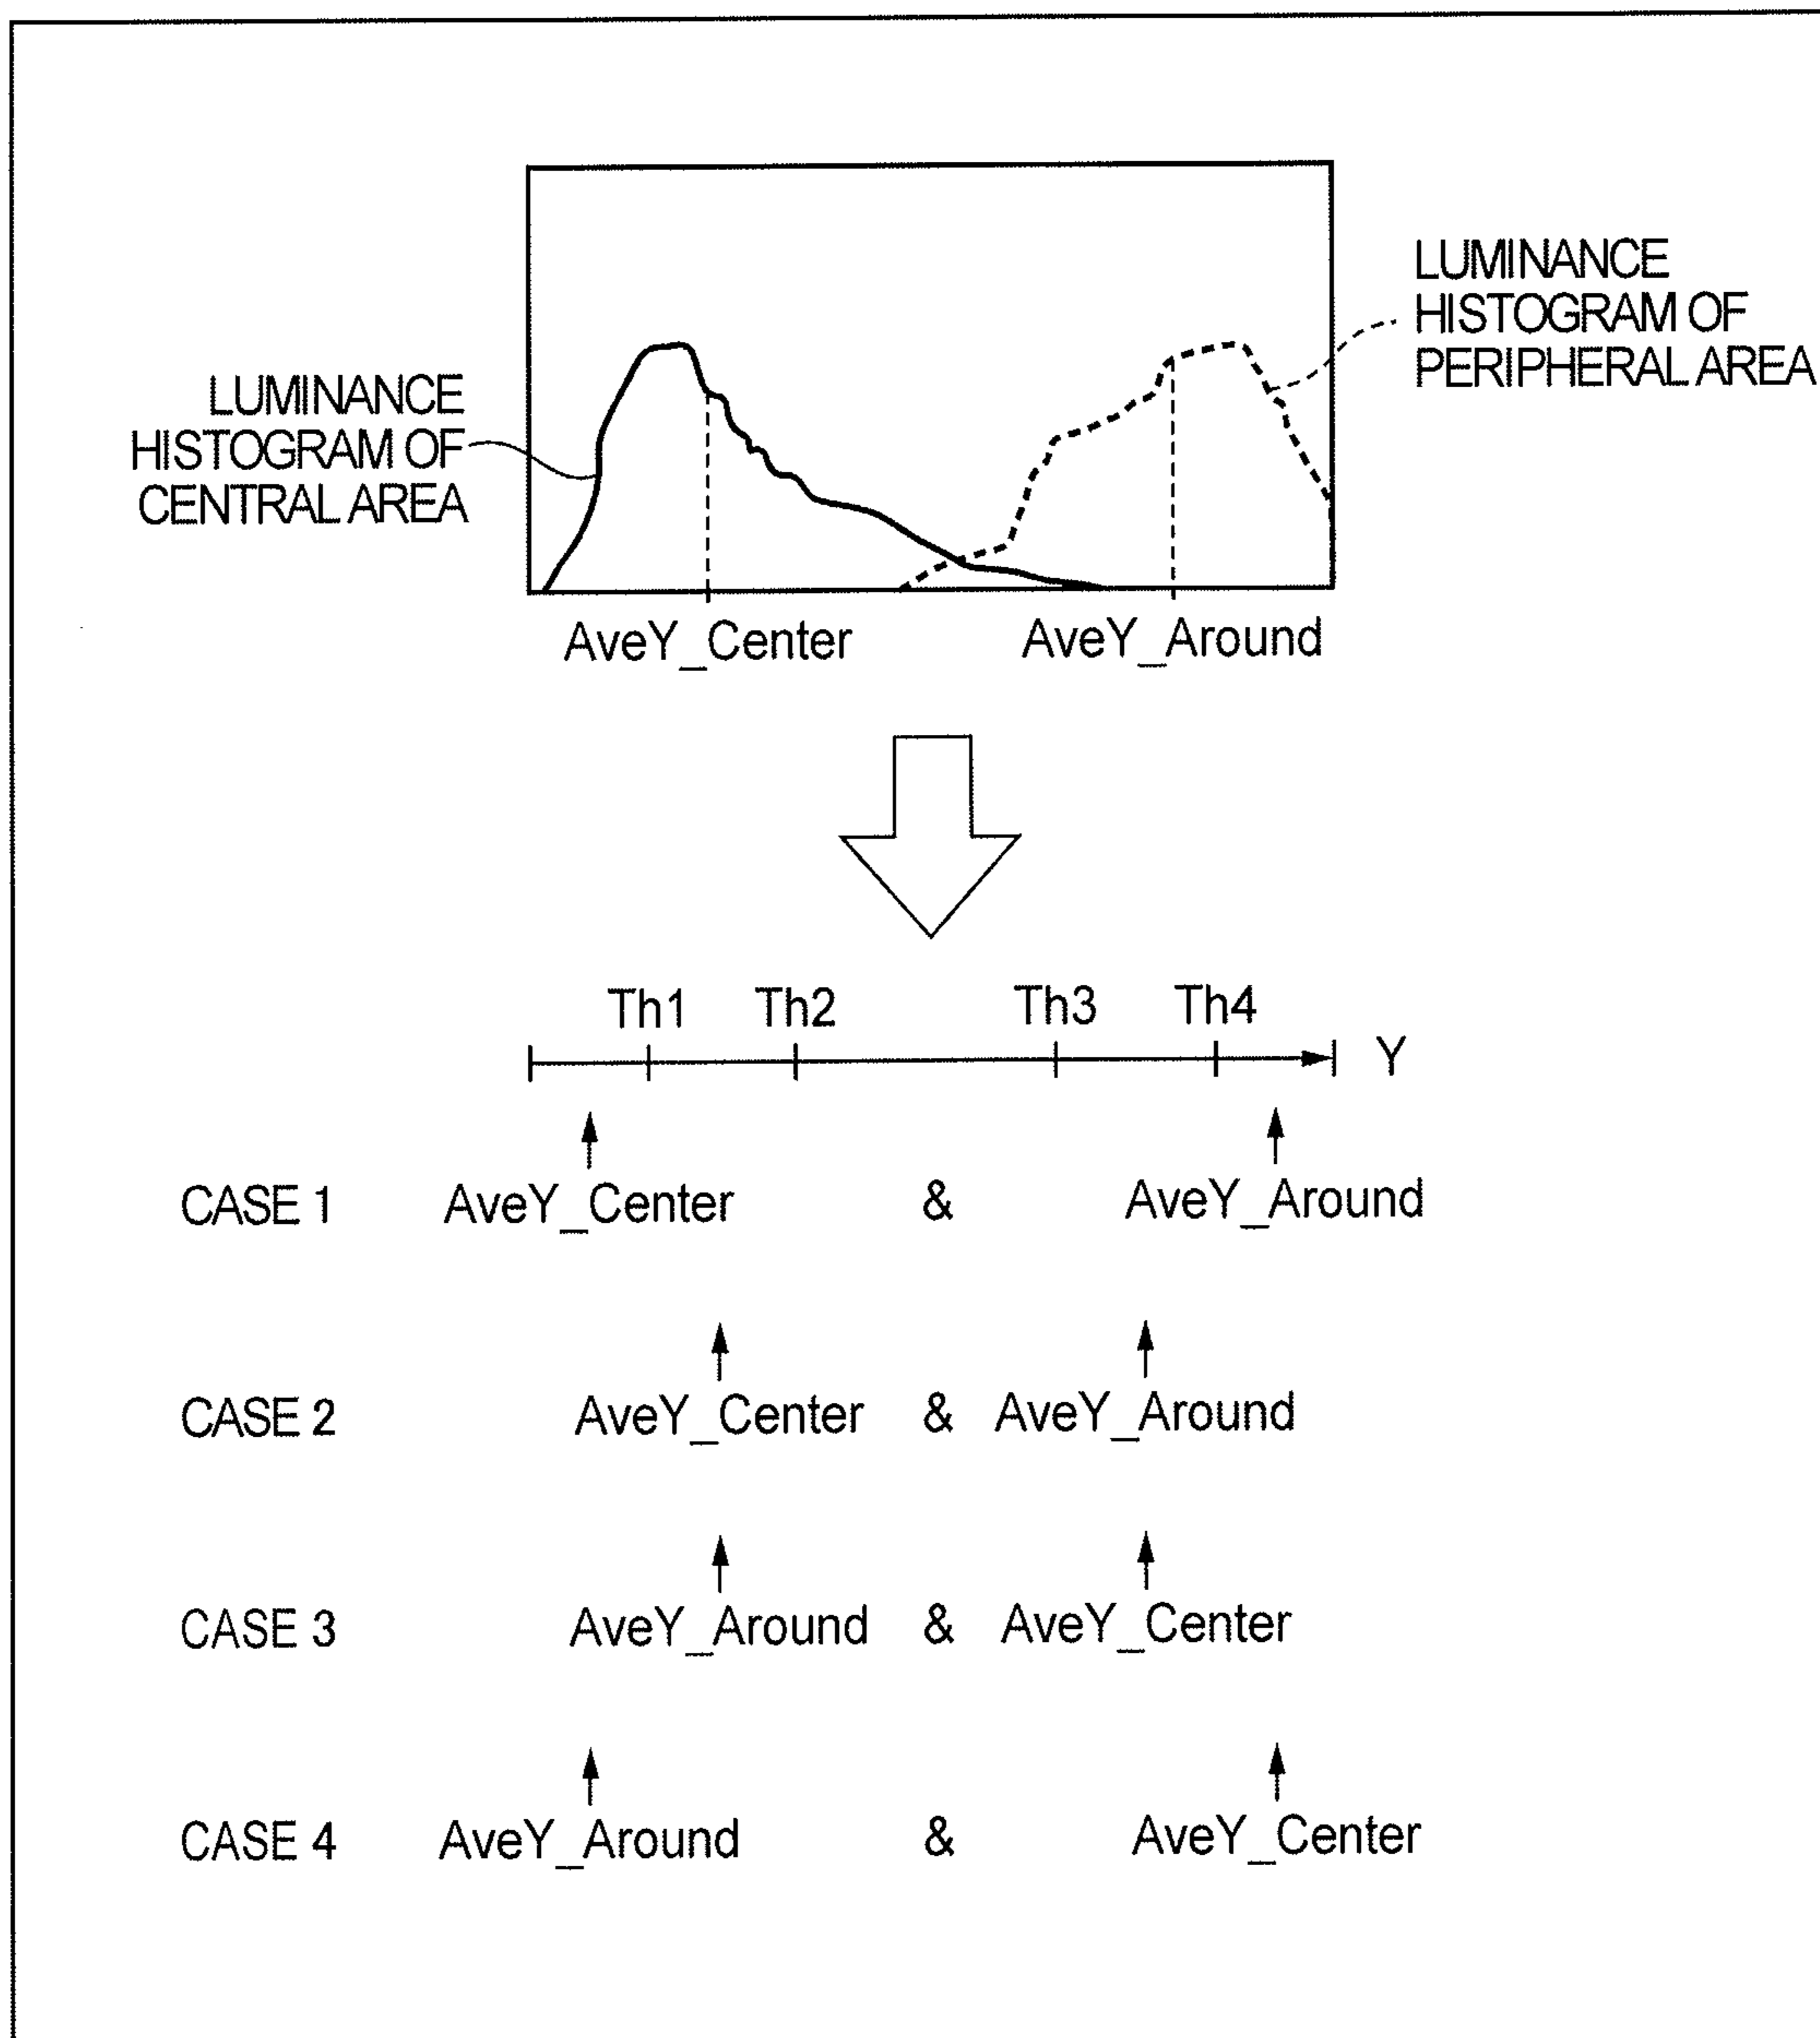 LUMINANCE
HISTOGRAM OF
PERIPHERAL AREA
LUMINANCE
HISTOGRAM OF
CENTRAL AREA
AveY_Center AveY_Around
Th1 Th2 Th3 Th4
Y
CASE 1 AveY_Center & AveY_Around
CASE 2 AveY_Center & AveY_Around
CASE 3 AveY_Around & AveY_Center
CASE 4 AveY_Around & AveY_Center